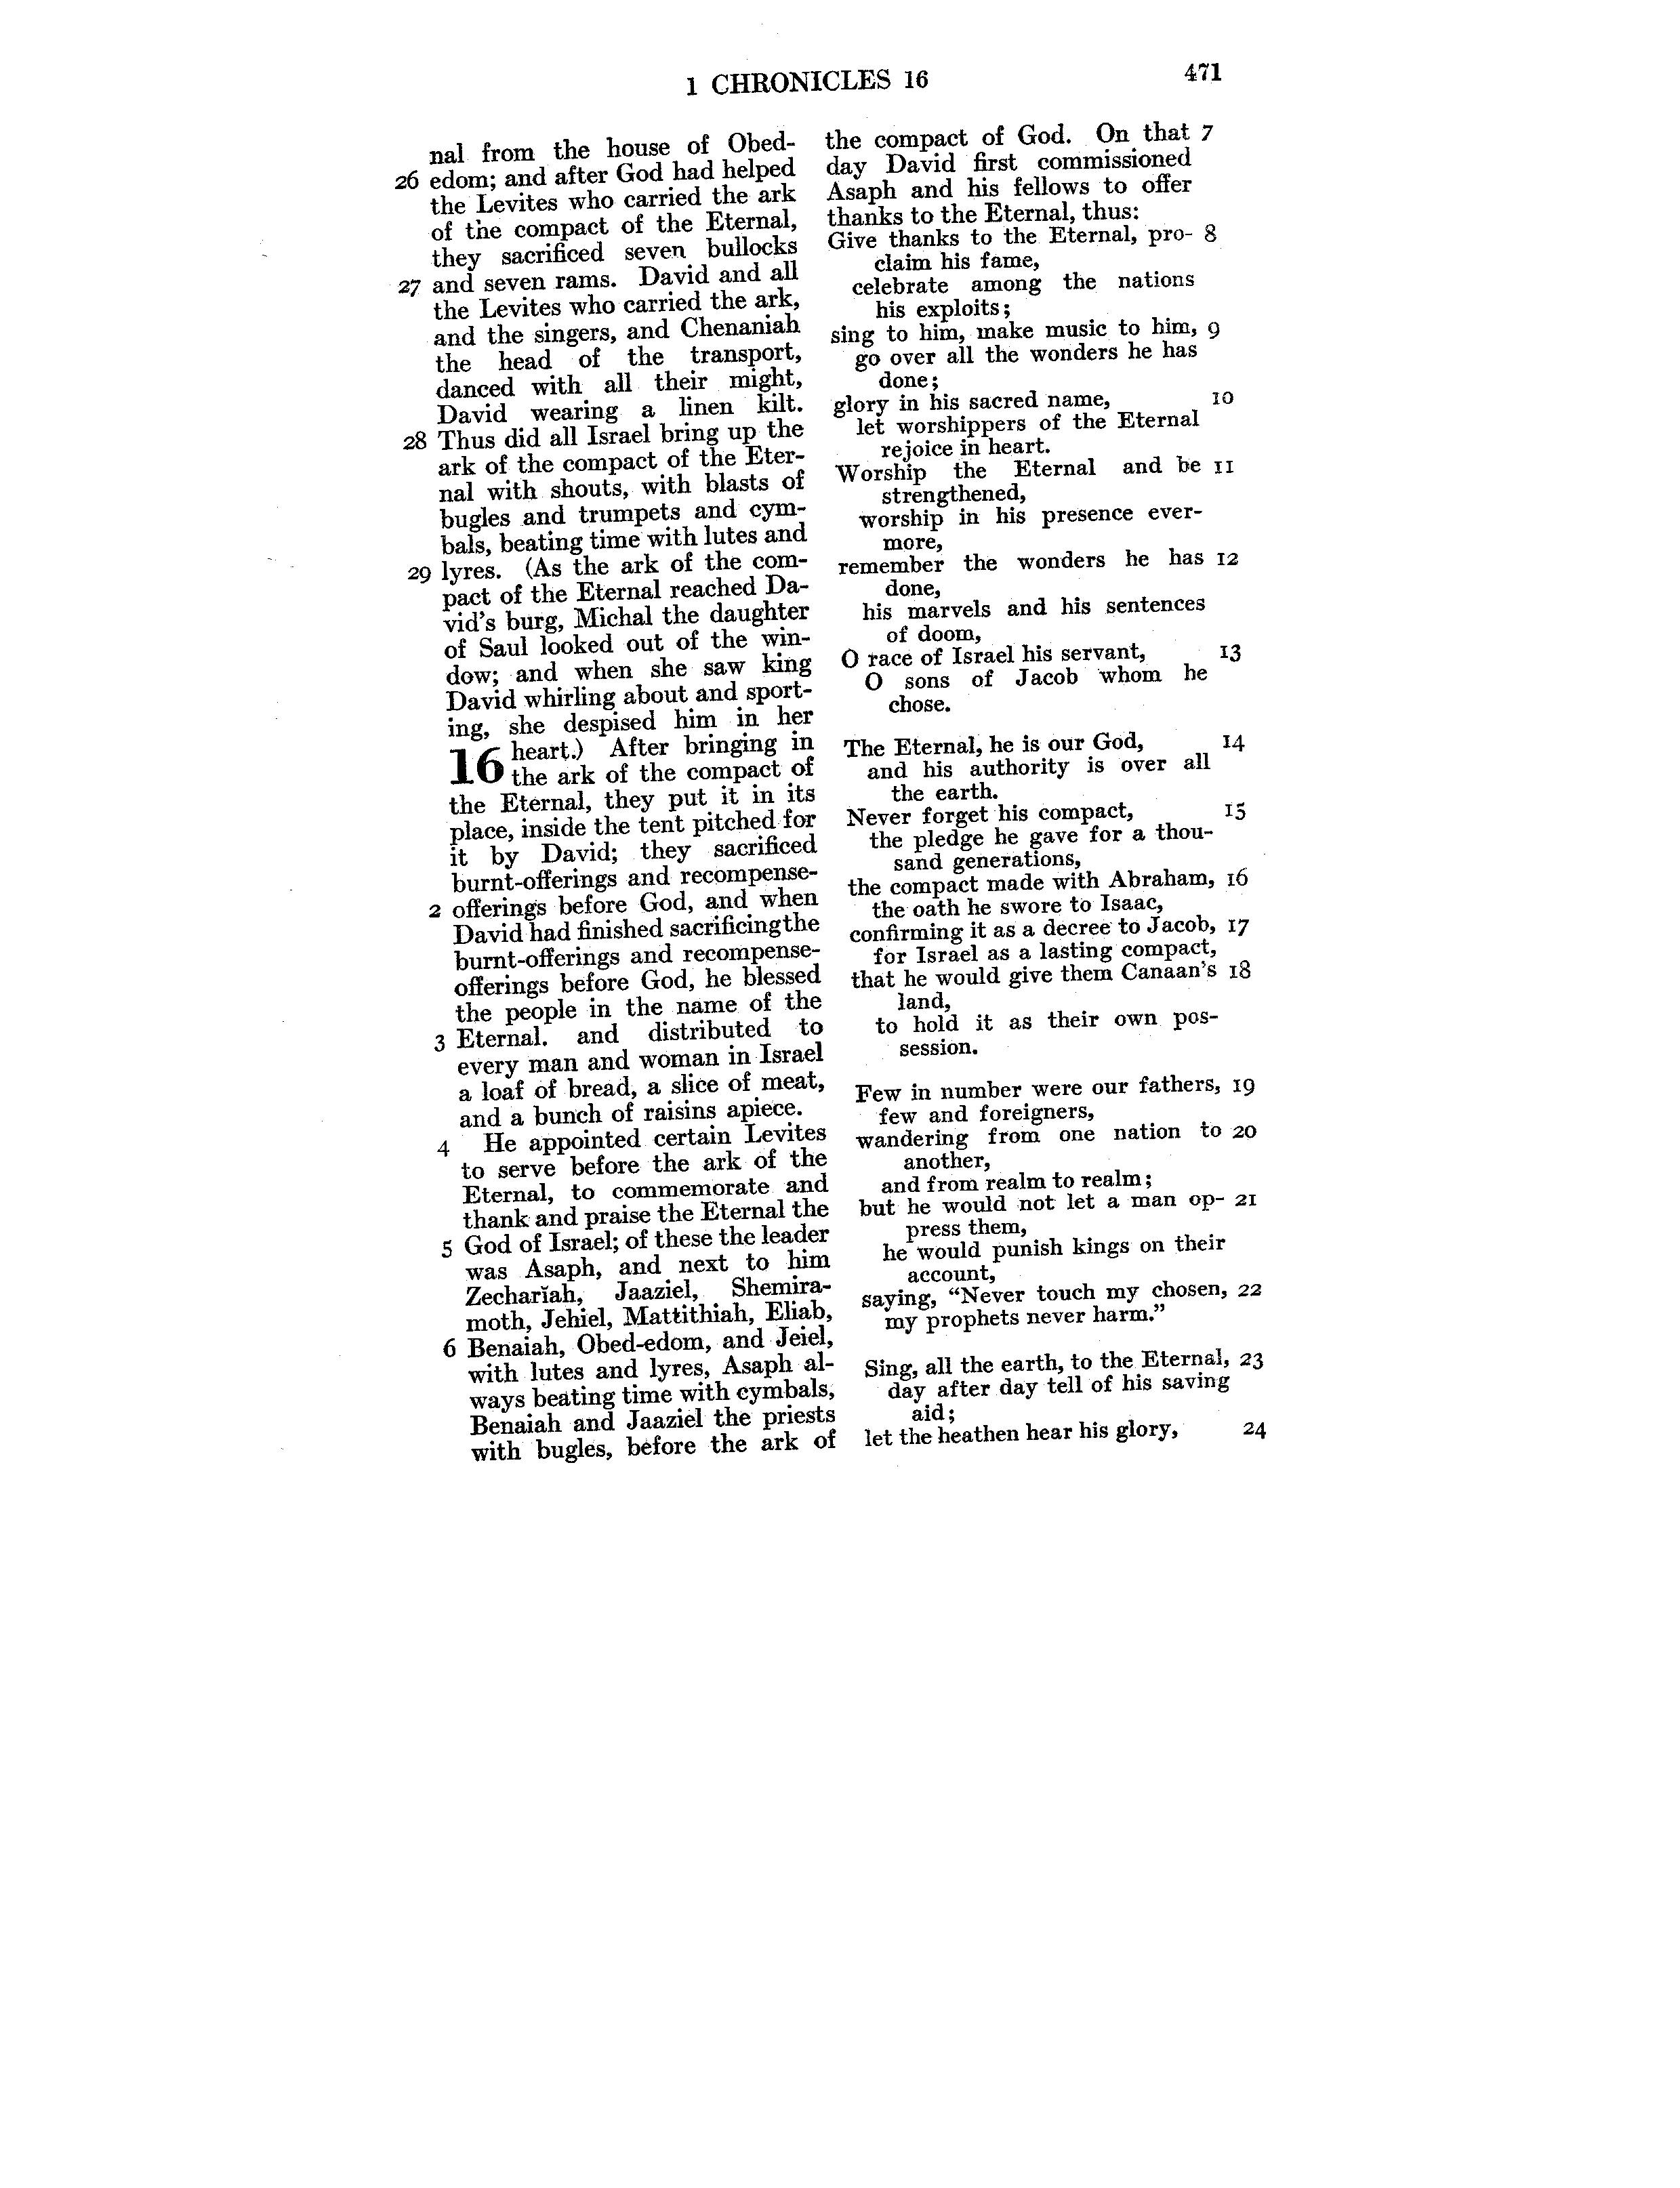 1 CHRONICLES 16
471
nal from the house of Obed-
26 edom; and after God had helped
the Levites who carried the ark
of the compact of the Eternal,
they sacrificed seven bullocks
27 and seven rams. David and all
the Levites who carried the ark,
and the singers, and Chenaniah
the head of the transport,
danced with all their might,
David wearing a linen kilt.
28 Thus did all Israel bring up the
ark of the compact of the Eter-
nal with shouts, with blasts of
bugles and trumpets and cym-
bals, beating time with lutes and
29 lyres. (As the ark of the com-
pact of the Eternal reached Da-
vid's burg, Michal the daughter
of Saul looked out of the win-
dow; and when she saw king
David whirling about and sport-
ing, she despised him in her
16 heart.) After bringing in
the ark of the compact of
the Eternal, they put it in its
place, inside the tent pitched for
it by David; they sacrificed
burnt-offerings and recompense-
2 offerings before God, and when
David had finished sacrificingthe
burnt-offerings and recompense-
offerings before God, he blessed
the people in the name of the
3 Eternal. and distributed to
every man and woman in Israel
a loaf of bread, a slice of meat,
and a bunch of raisins apiece.
4 He appointed certain Levites
to serve before the ark of the
Eternal, to commemorate and
thank and praise the Eternal the
5 God of Israel; of these the leader
was Asaph, and next to him
Zechariah, Jaaziel, Shemira-
moth, Jehiel, Mattithiah, Eliab,
6 Benaiah, Obed-edom, and Jeiel,
with lutes and lyres, Asaph al-
ways beating time with cymbals,
Benaiah and Jaaziel the priests
with bugles, before the ark of
the compact of God. On that 7
day David first commissioned
Asaph and his fellows to offer
thanks to the Eternal, thus:
Give thanks to the Eternal, pro- 8
claim his fame,
celebrate among the nations
his exploits;
sing to him, make music to him, 9
go over all the wonders he has
done;
glory in his sacred name, 10
let worshippers of the Eternal
rejoice in heart.
Worship the Eternal and be 11
strengthened,
worship in his presence ever-
more,
remember the wonders he has 12
done,
his marvels and his sentences
of doom,
O race of Israel his servant, 13
O sons of Jacob whom he
chose.
The Eternal, he is our God, 14
and his authority is over all
the earth.
Never forget his compact, 15
the pledge he gave for a thou-
sand generations,
the compact made with Abraham, 16
the oath he swore to Isaac,
confirming it as a decree to Jacob, 17
for Israel as a lasting compact,
that he would give them Canaan's 18
land,
to hold it as their own pos-
session.
Few in number were our fathers, 19
few and foreigners,
wandering from one nation to 20
another,
and from realm to realm;
but he would not let a man op- 21
press them,
he would punish kings on their
account,
saying, "Never touch my chosen, 22
my prophets never harm."
Sing, all the earth, to the Eternal, 23
day after day tell of his saving
aid;
let the heathen hear his glory, 24